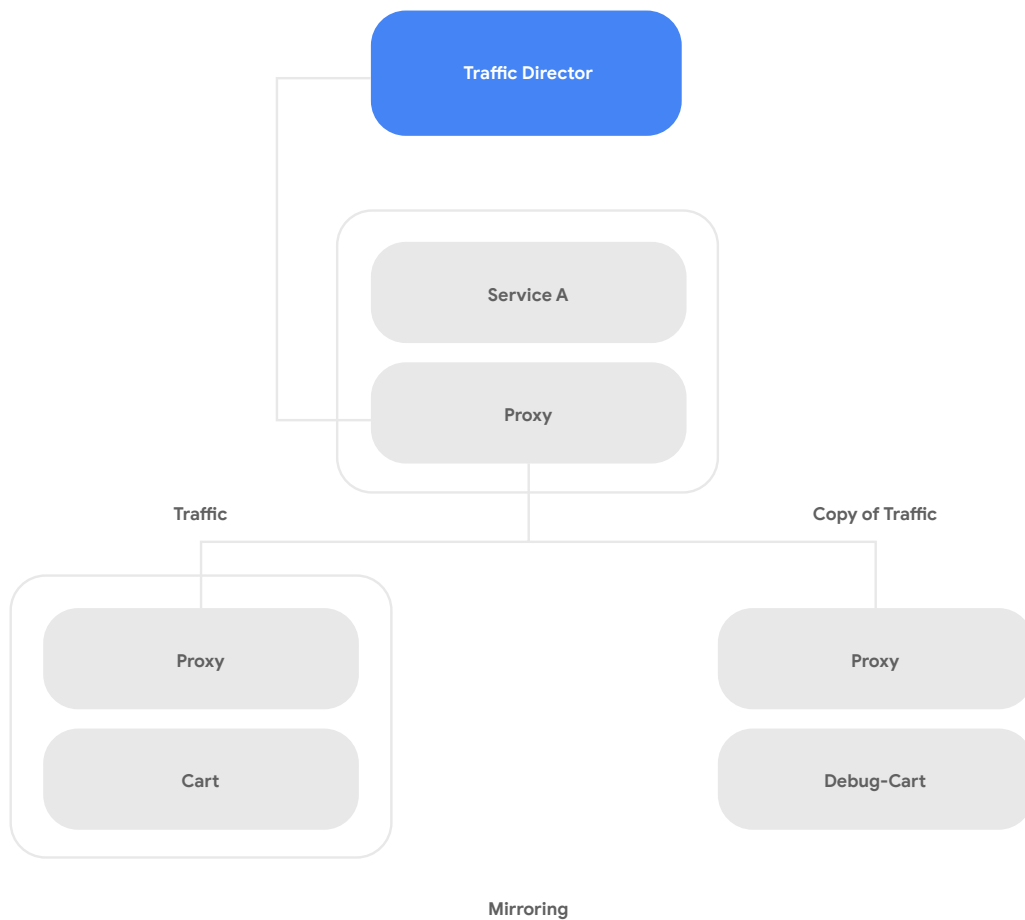 Traffic Director
Service A
Proxy
Traffic
Copy of Traffic
Proxy
Proxy
Cart
Debug-Cart
Mirroring